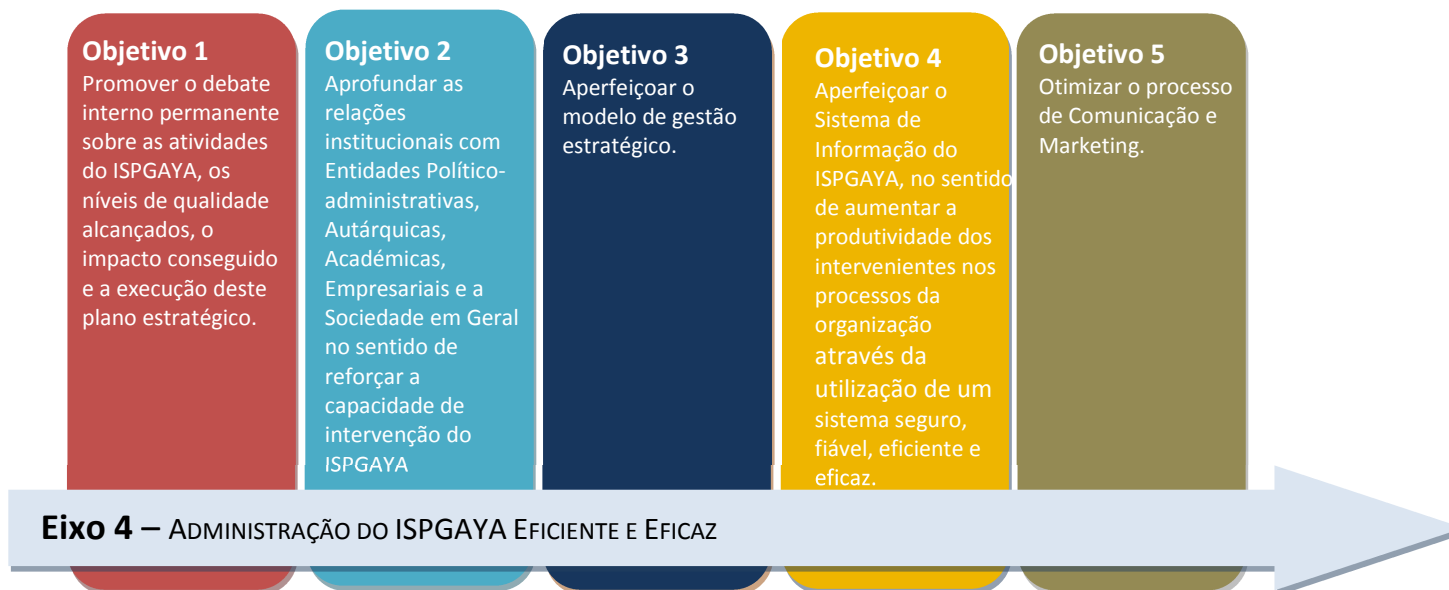 Objetivo 1
Promover o debate
interno permanente
sobre as atividades
do ISPGAYA, os
níveis de qualidade
alcançados, o
impacto conseguido
e a execução deste
plano estratégico.
Objetivo 2
Aprofundar as
relações
institucionais com
Entidades Político-
administrativas,
Autárquicas,
Académicas,
Empresariais e a
Sociedade em Geral
no sentido de
reforçar a
capacidade de
intervenção do
ISPGAYA
Objetivo 3
Aperfeiçoar o
modelo de gestão
estratégico.
Objetivo 4
Aperfeiçoar o
Sistema de
Informação do
ISPGAYA, no sentido
de aumentar a
produtividade dos
intervenientes nos
processos da
organização
através da
utilização de um
sistema seguro,
fiável, eficiente e
eficaz.
Objetivo 5
Otimizar o processo
de Comunicação e
Marketing.
Eixo 4 – ADMINISTRAÇÃO DO ISPGAYA EFICIENTE E EFICAZ